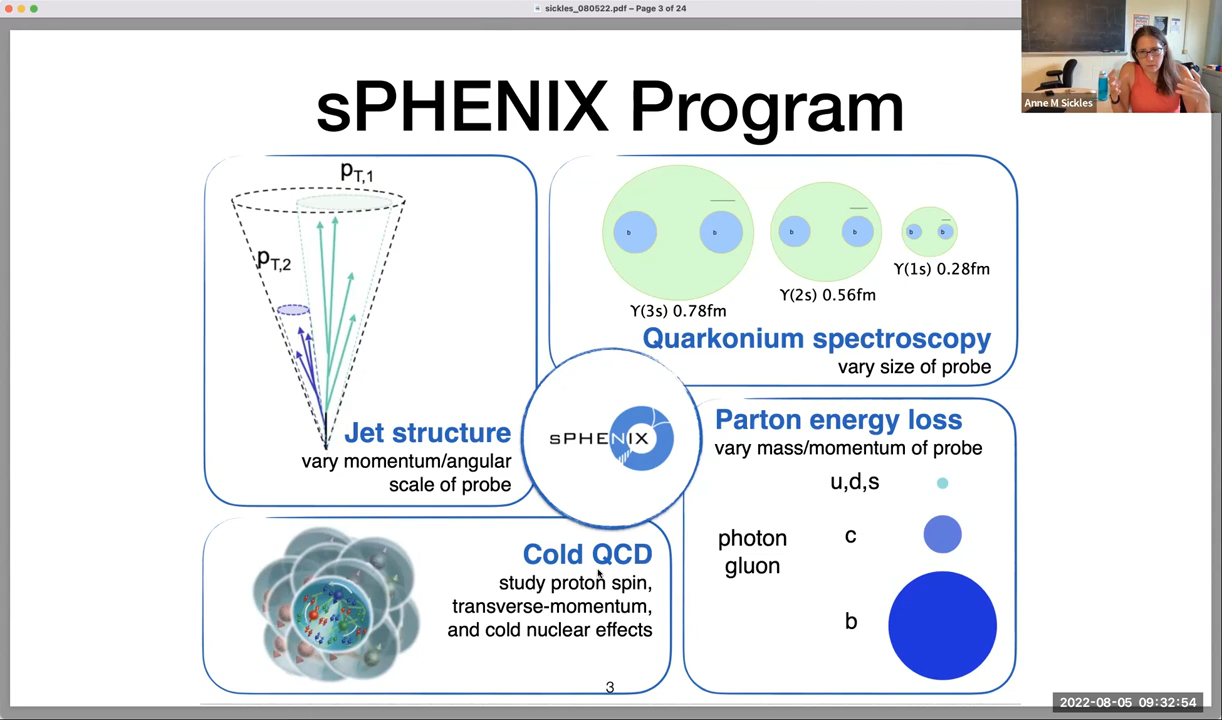 sickles_080522.pdf – Page 3 of 24
Anne M Sickles
sPHENIX Program
pT,1
pT,2
Jet structure
vary momentum/angular
scale of probe
b
b
b
b
b
b
ϒ(3s) 0.78fm
ϒ(2s) 0.56fm
ϒ(1s) 0.28fm
Quarkonium spectroscopy
vary size of probe
sPHENIX
Parton energy loss
vary mass/momentum of probe
u,d,s
c
b
photon
gluon
Cold QCD
study proton spin,
transverse-momentum,
and cold nuclear effects
3
2022-08-05 09:32:54